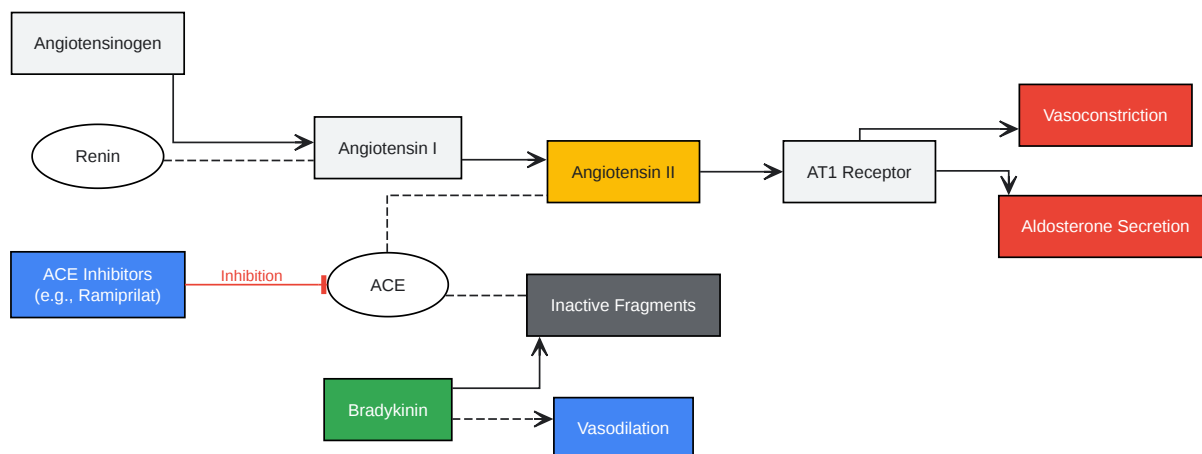 Angiotensinogen
Vasoconstriction
Renin
Angiotensin I
Angiotensin II
AT1 Receptor
Aldosterone Secretion
ACE Inhibitors
(e.g., Ramiprilat)
Inhibition
ACE
Inactive Fragments
Bradykinin
Vasodilation